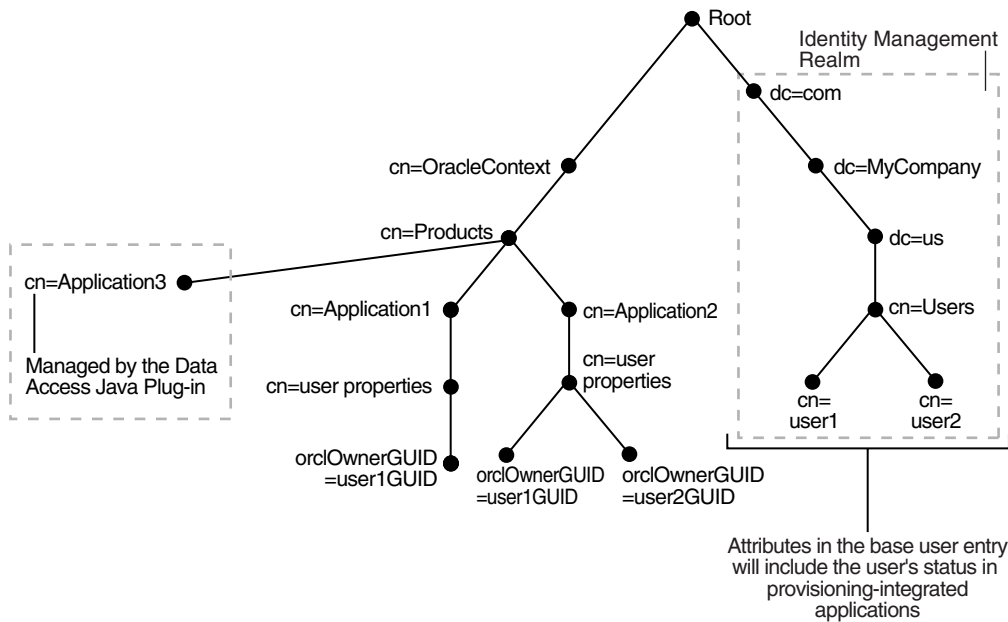 Root
Identity Management
Realm
dc=com
cn=OracleContext
dc=MyCompany
cn=Products
dc=us
cn=Application3
cn=Application1
cn=Application2
cn=Users
Managed by the Data
Access Java Plug-in
cn=user properties
cn=user
properties
cn=
user1
cn=
user2
orclOwnerGUID
=user1GUID
orclOwnerGUID
=user1GUID
orclOwnerGUID
=user2GUID
Attributes in the base user entry
will include the user's status in
provisioning-integrated
applications